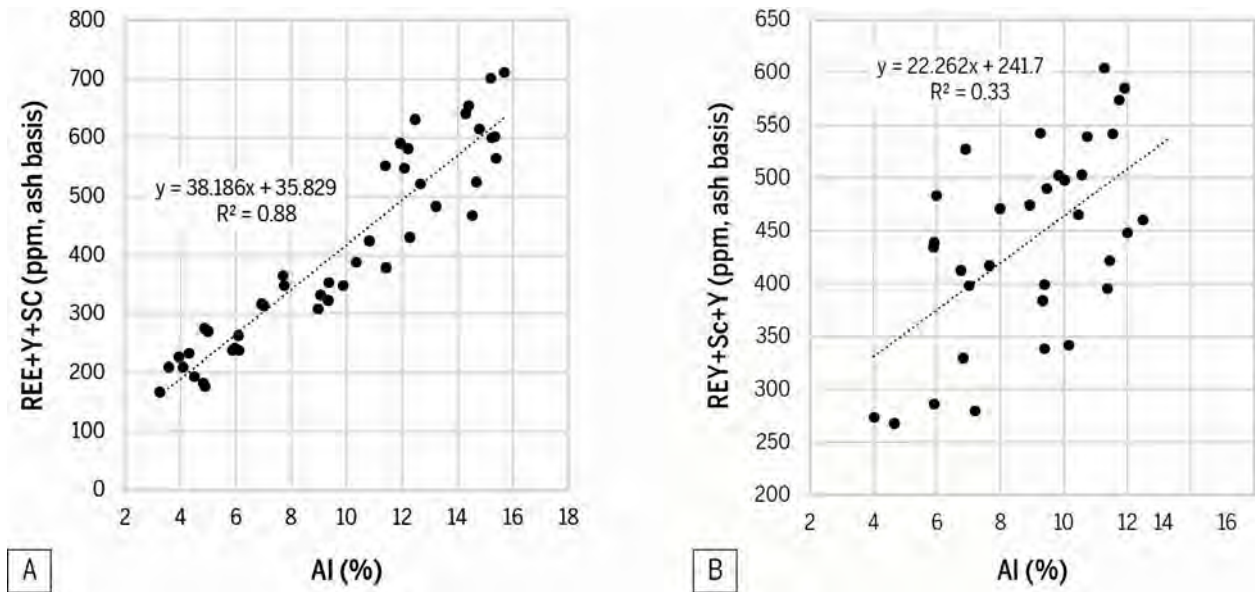 800
700
600
500
400
300
200
100
0
REE+Y+SC (ppm, ash basis)
y = 38.186x + 35.829
R² = 0.88
2 4 6 8 10 12 14 16 18
Al (%)
A
650
600
550
500
450
400
350
300
250
200
REY+Sc+Y (ppm, ash basis)
y = 22.262x + 241.7
R² = 0.33
2 4 6 8 10 12 14 16
Al (%)
B